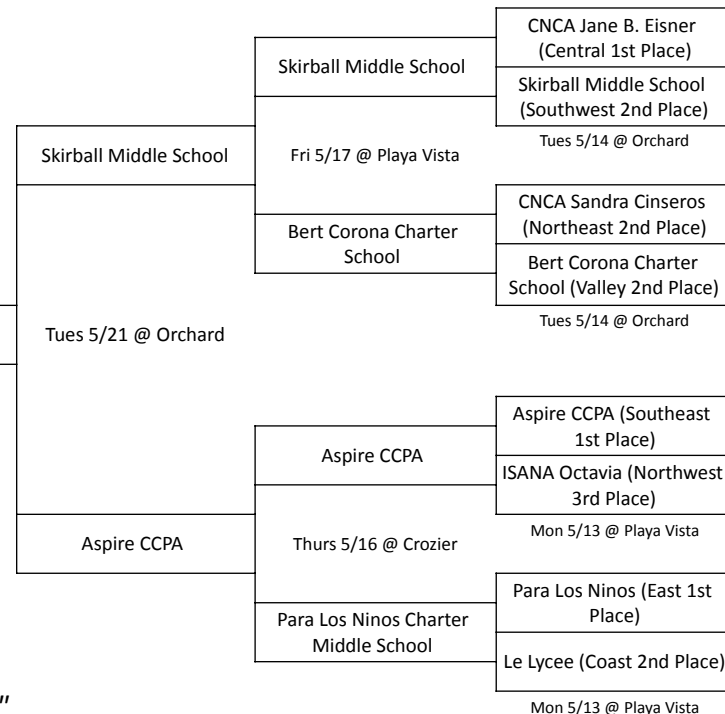 CNCA Jane B. Eisner
(Central 1st Place)
Skirball Middle School
Skirball Middle School
(Southwest 2nd Place)
Tues 5/14 @ Orchard
Skirball Middle School
Fri 5/17 @ Playa Vista
CNCA Sandra Cinseros
(Northeast 2nd Place)
Bert Corona Charter
School
Bert Corona Charter
School (Valley 2nd Place)
Tues 5/14 @ Orchard
Tues 5/21 @ Orchard
Aspire CCPA (Southeast
1st Place)
Aspire CCPA
ISANA Octavia (Northwest
3rd Place)
Mon 5/13 @ Playa Vista
Aspire CCPA
Thurs 5/16 @ Crozier
Para Los Ninos (East 1st
Place)
Para Los Ninos Charter
Middle School
Le Lycee (Coast 2nd Place)
Mon 5/13 @ Playa Vista
"